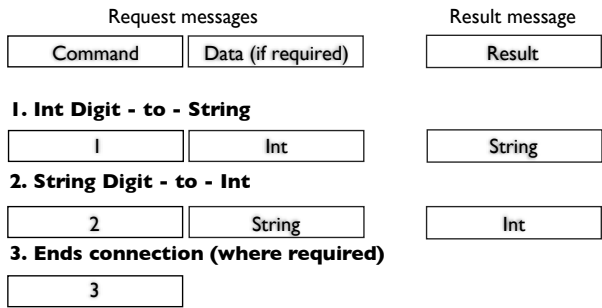 Request messages Result message
Command Data (if required) Result
1. Int Digit - to - String
1 Int String
2. String Digit - to - Int
2 String Int
3. Ends connection (where required)
3